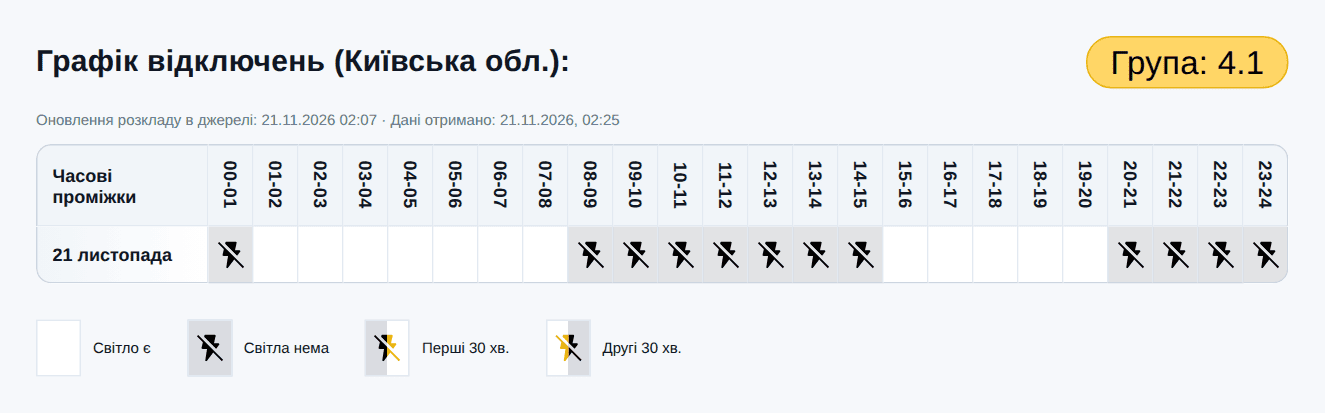 Графік відключень (Київська обл.):
Група: 4.1
Оновлення розкладу в джерелі: 21.11.2026 02:07 · Дані отримано: 21.11.2026, 02:25
Часові
проміжки
00-01 01-02 02-03 03-04 04-05 05-06 06-07 07-08 08-09 09-10 10-11 11-12 12-13 13-14 14-15 15-16 16-17 17-18 18-19 19-20 20-21 21-22 22-23 23-24
21 листопада
Світло є
Світла нема
Перші 30 хв.
Другі 30 хв.